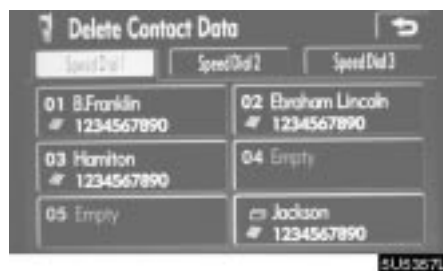 Delete Contact Data
Speed Dial 1 Speed Dial 2 Speed Dial 3
01 B.Franklin 02 Ebraham Lincoln
1234567890 1234567890
03 Hamiton 04 Empty
1234567890
05 Empty Jackson
1234567890
SU5357